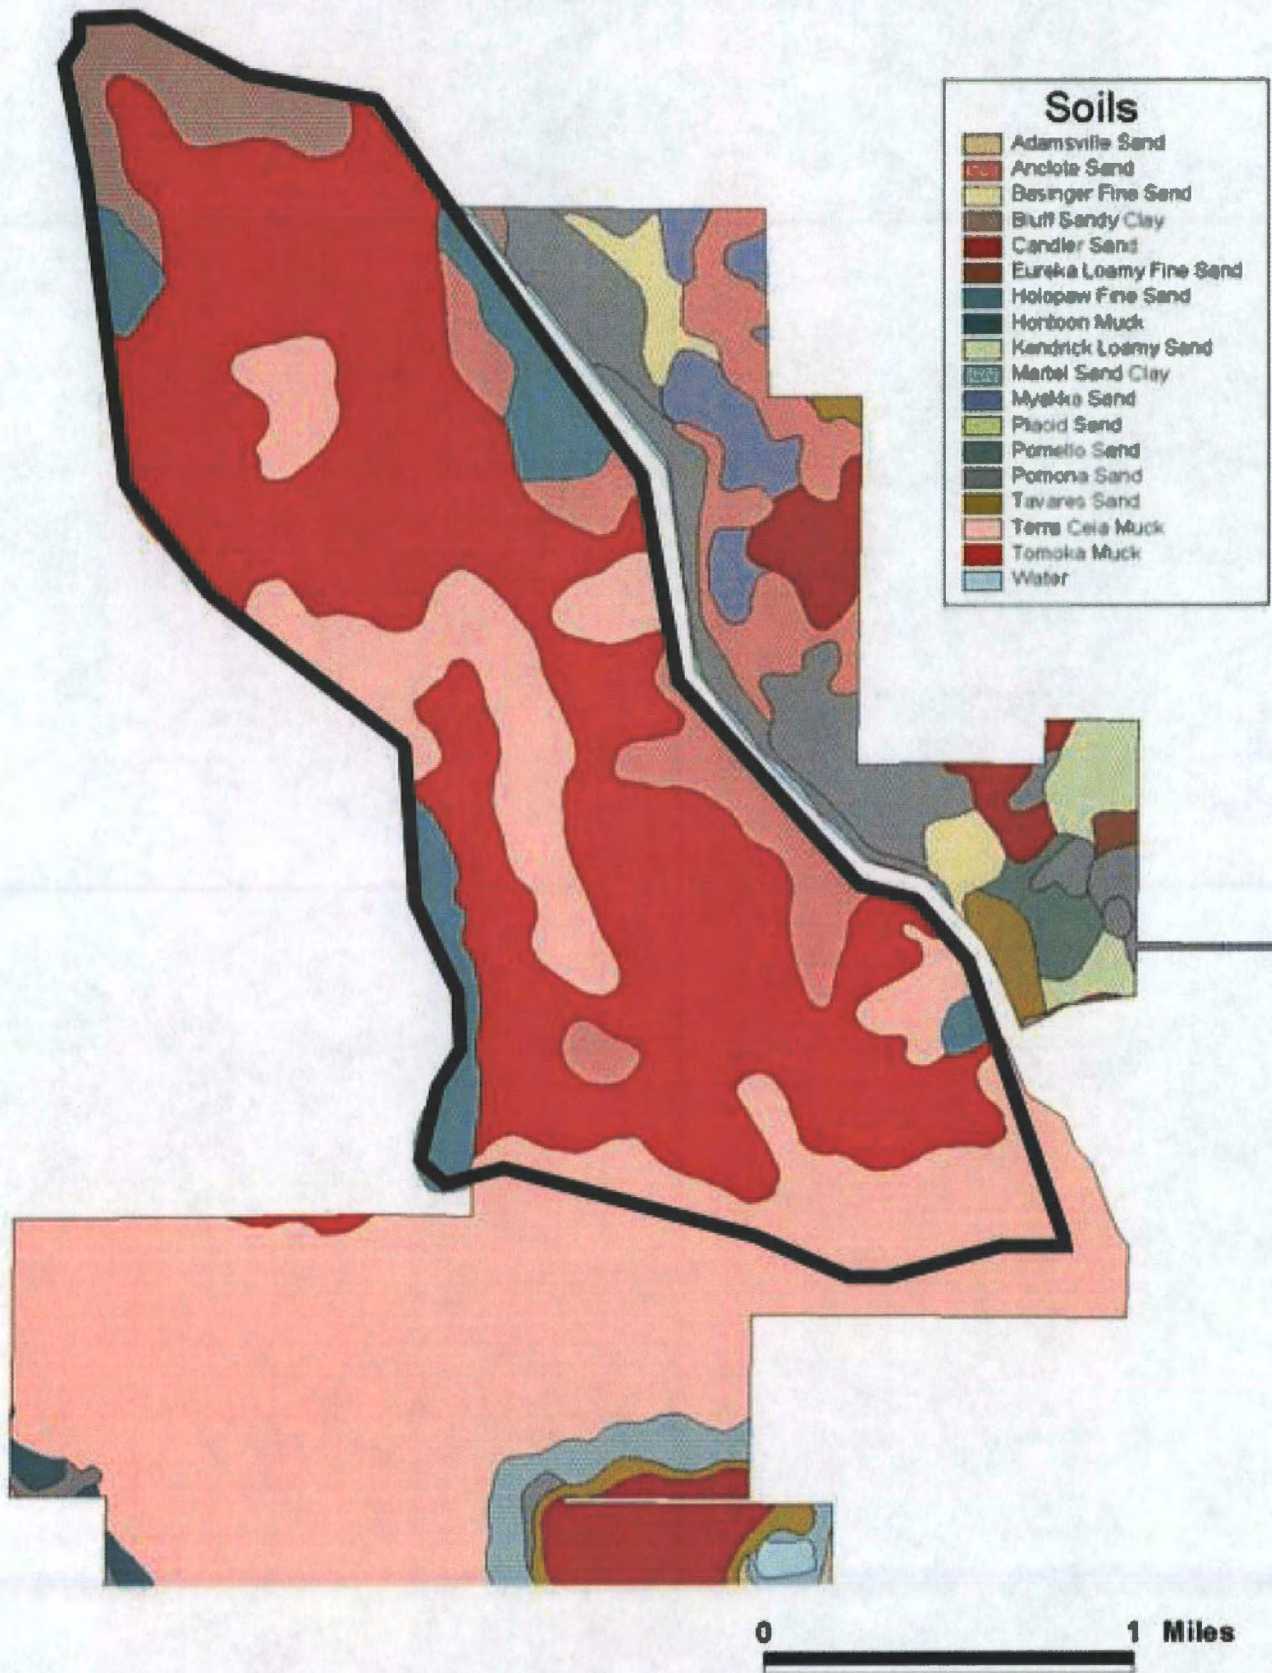 Soils
Adamsville Sand
Anclote Sand
Basinger Fine Sand
Bluff Sandy Clay
Candler Sand
Eureka Loamy Fine Sand
Holopaw Fine Sand
Hontoon Muck
Kendrick Loamy Sand
Martel Sand Clay
Myakka Sand
Placid Sand
Pomello Sand
Pomona Sand
Tavares Sand
Terra Ceia Muck
Tomoka Muck
Water
0 1 Miles